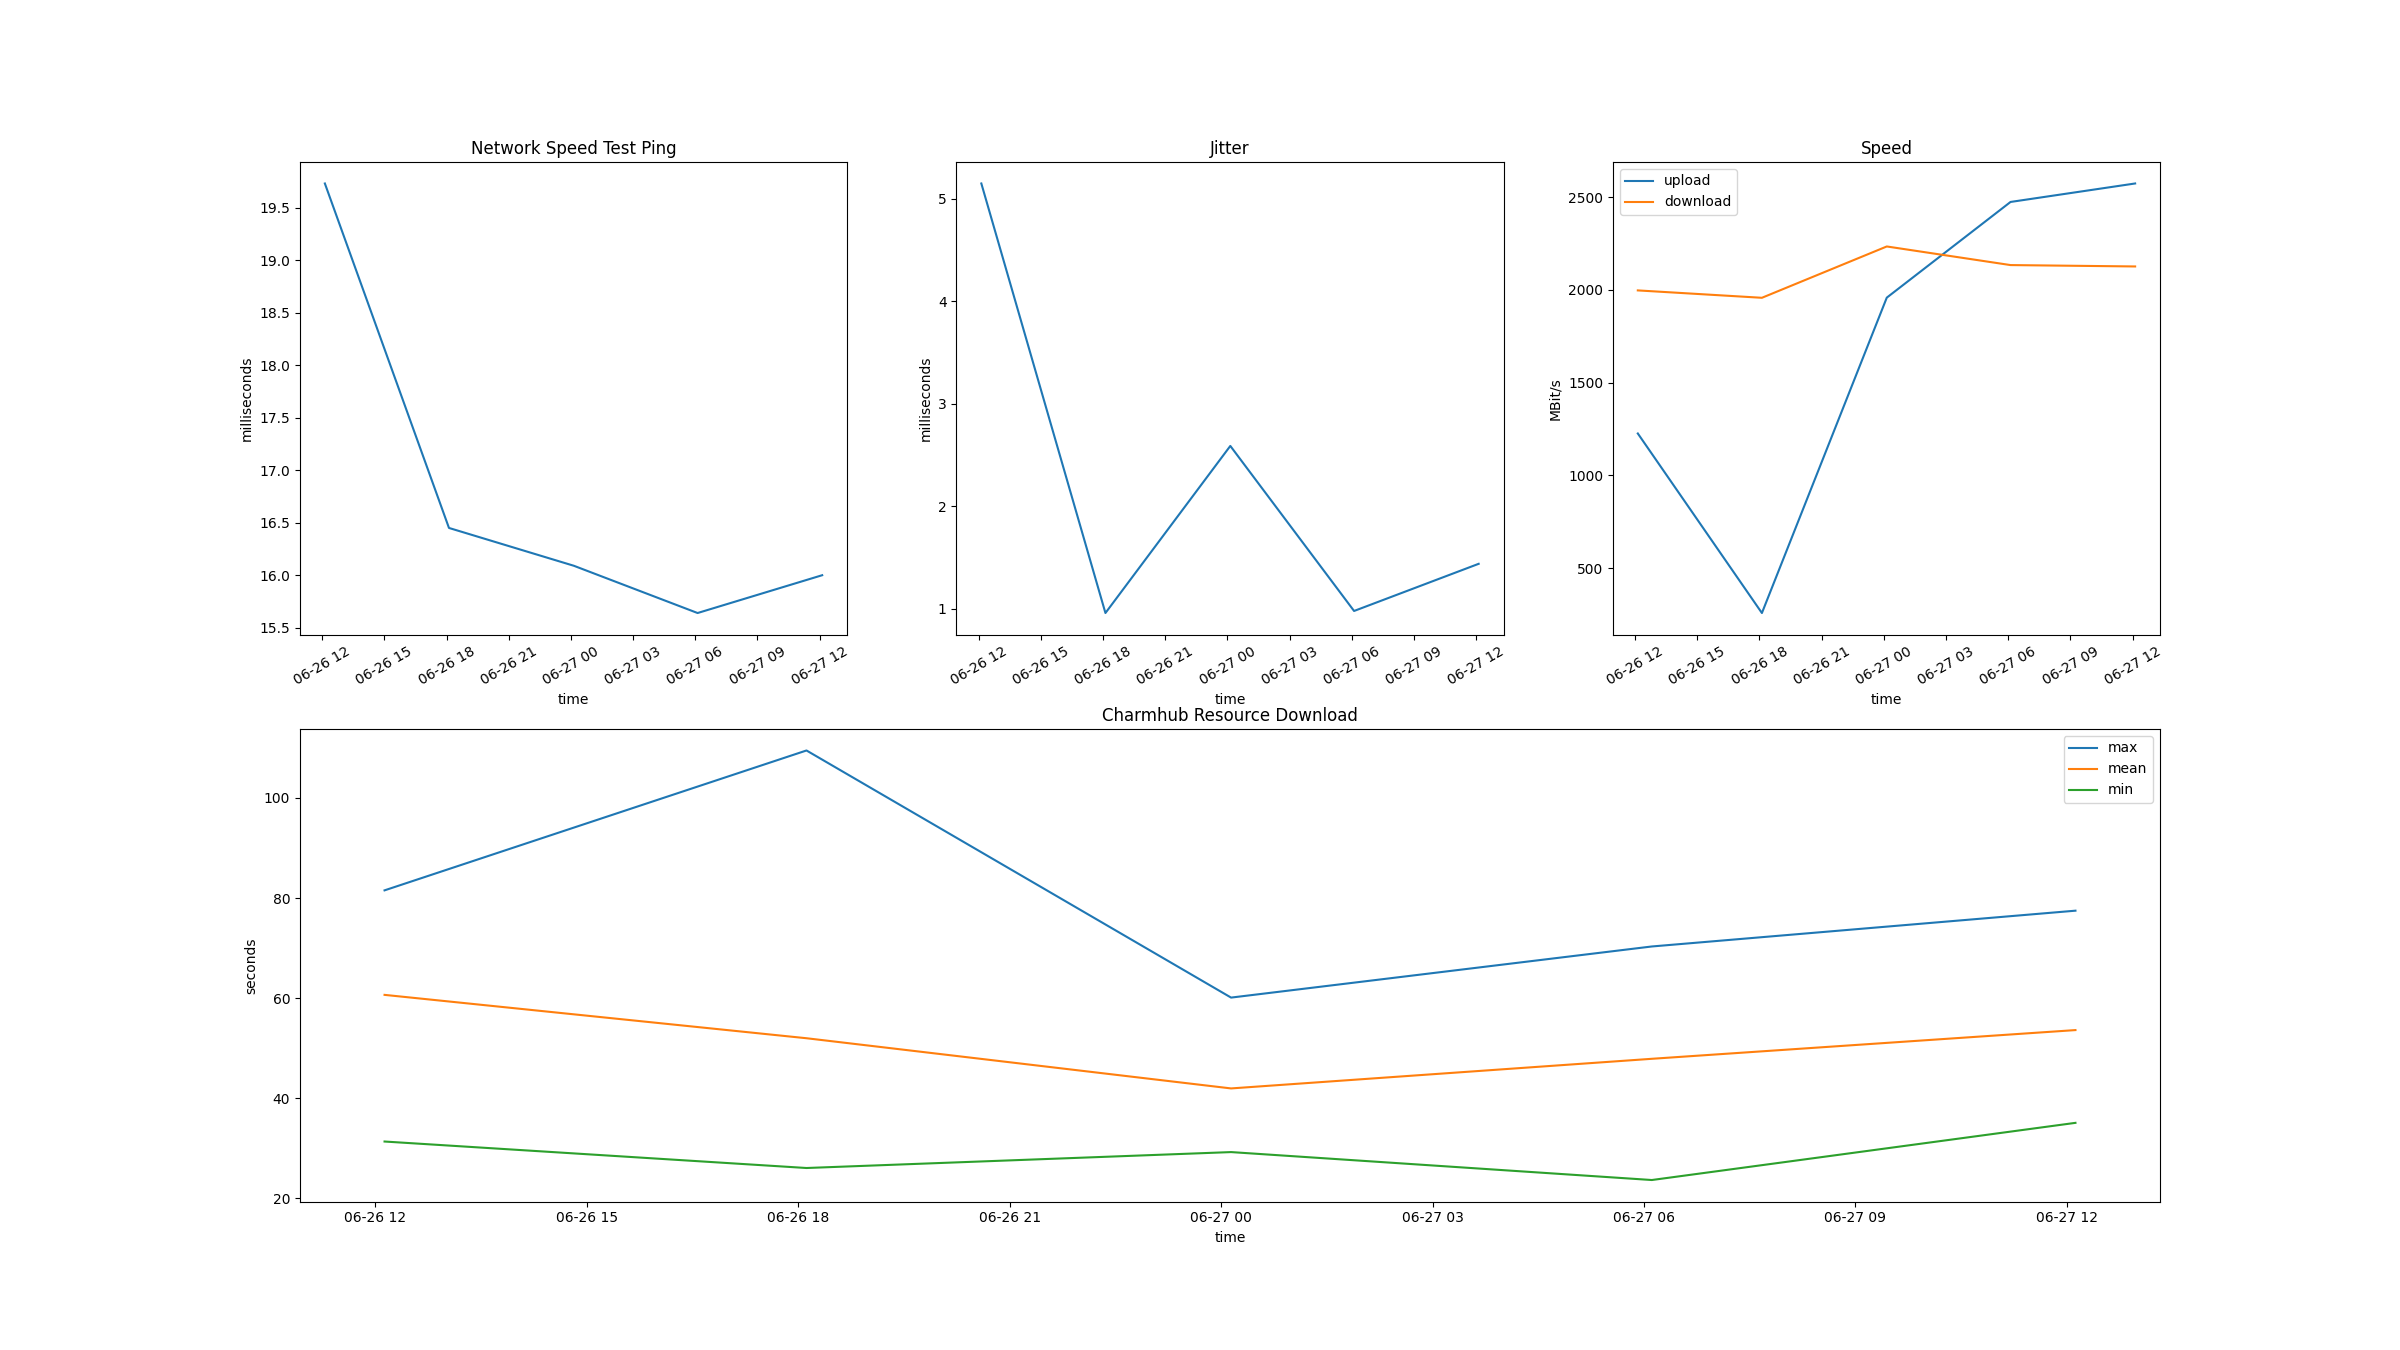 Network Speed Test Ping
milliseconds
19.5
19.0
18.5
18.0
17.5
17.0
16.5
16.0
15.5
06-26 12 06-26 15 06-26 18 06-26 21 06-27 00 06-27 03 06-27 06 06-27 09 06-27 12
time
Jitter
milliseconds
5
4
3
2
1
06-26 12 06-26 15 06-26 18 06-26 21 06-27 00 06-27 03 06-27 06 06-27 09 06-27 12
time
Speed
upload
download
MBit/s
2500
2000
1500
1000
500
06-26 12 06-26 15 06-26 18 06-26 21 06-27 00 06-27 03 06-27 06 06-27 09 06-27 12
time
Charmhub Resource Download
max
mean
min
seconds
100
80
60
40
20
06-26 12 06-26 15 06-26 18 06-26 21 06-27 00 06-27 03 06-27 06 06-27 09 06-27 12
time